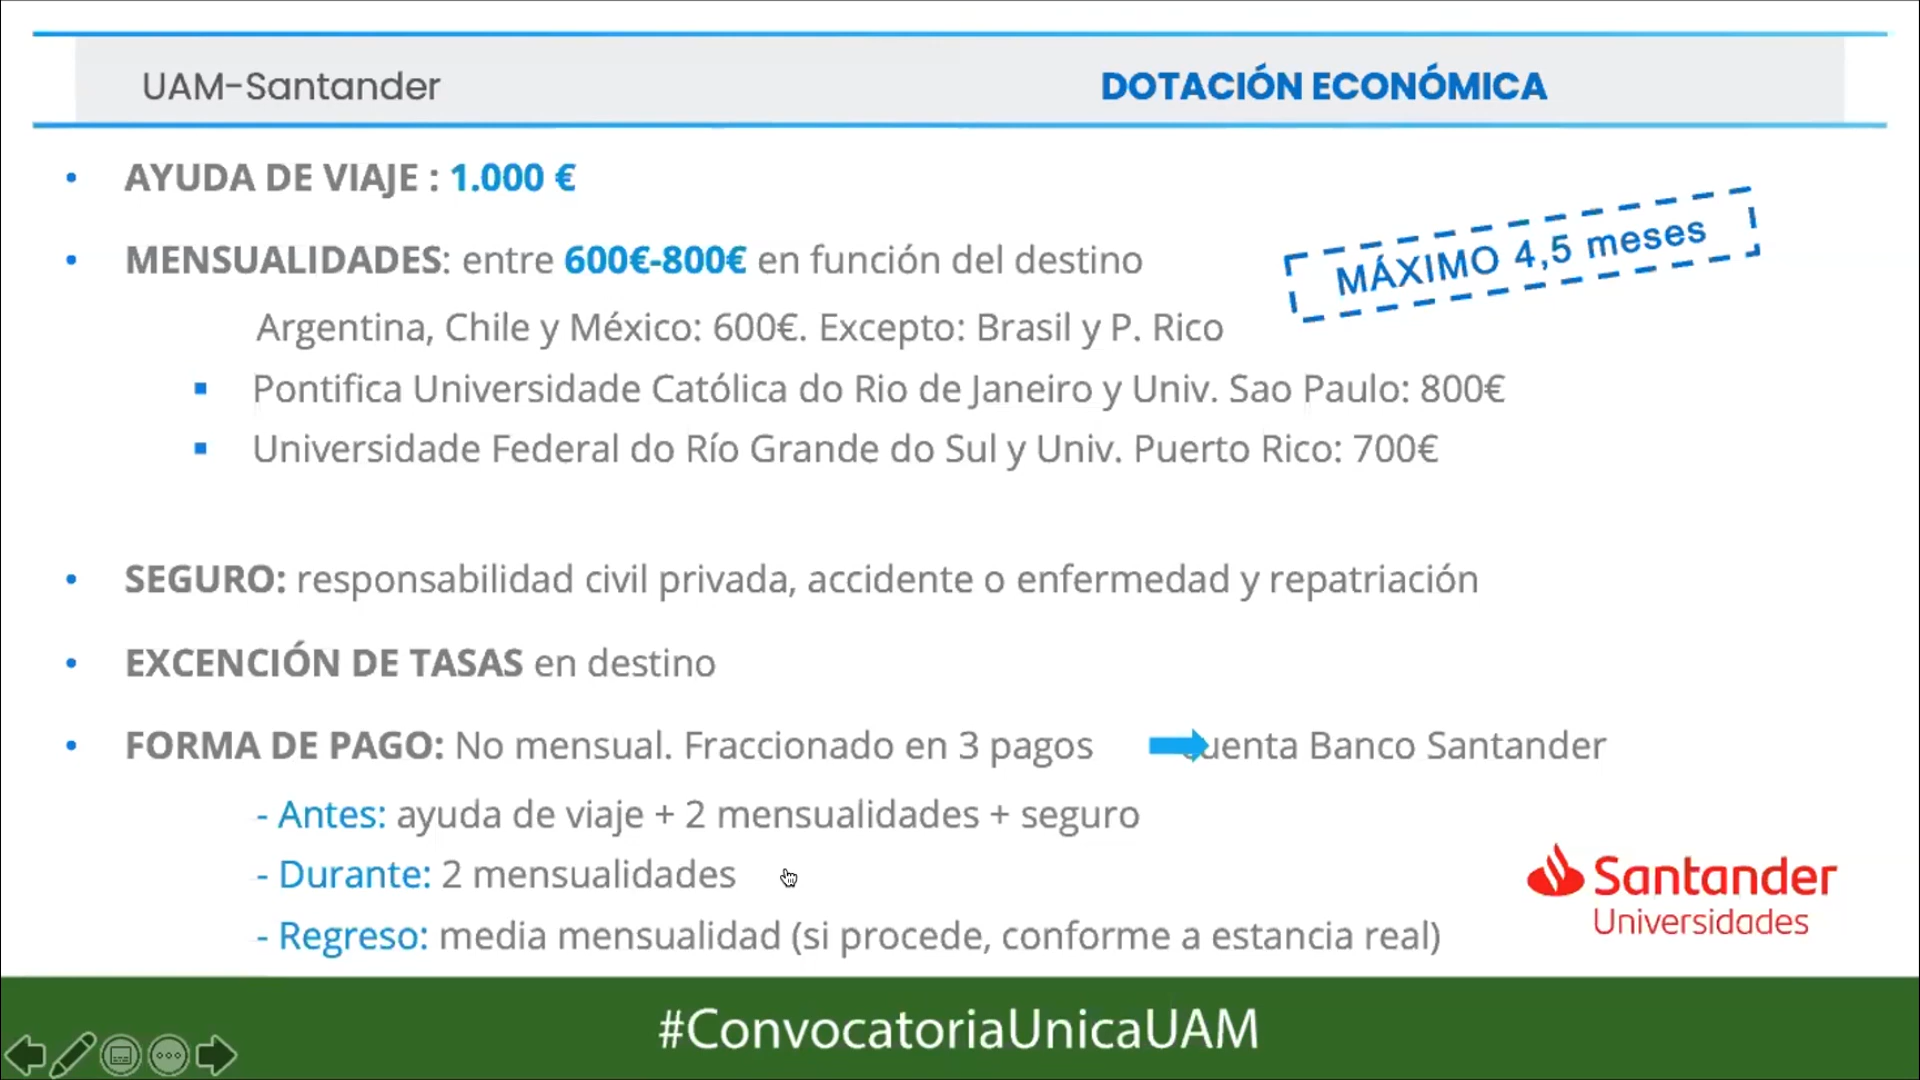 UAM-Santander
DOTACIÓN ECONÓMICA
• AYUDA DE VIAJE : 1.000 €
• MENSUALIDADES: entre 600€-800€ en función del destino
MÁXIMO 4,5 meses
Argentina, Chile y México: 600€. Excepto: Brasil y P. Rico
▪ Pontifica Universidade Católica do Rio de Janeiro y Univ. Sao Paulo: 800€
▪ Universidade Federal do Río Grande do Sul y Univ. Puerto Rico: 700€
• SEGURO: responsabilidad civil privada, accidente o enfermedad y repatriación
• EXCENCIÓN DE TASAS en destino
• FORMA DE PAGO: No mensual. Fraccionado en 3 pagos cuenta Banco Santander
- Antes: ayuda de viaje + 2 mensualidades + seguro
- Durante: 2 mensualidades
- Regreso: media mensualidad (si procede, conforme a estancia real)
Santander
Universidades
#ConvocatoriaUnicaUAM